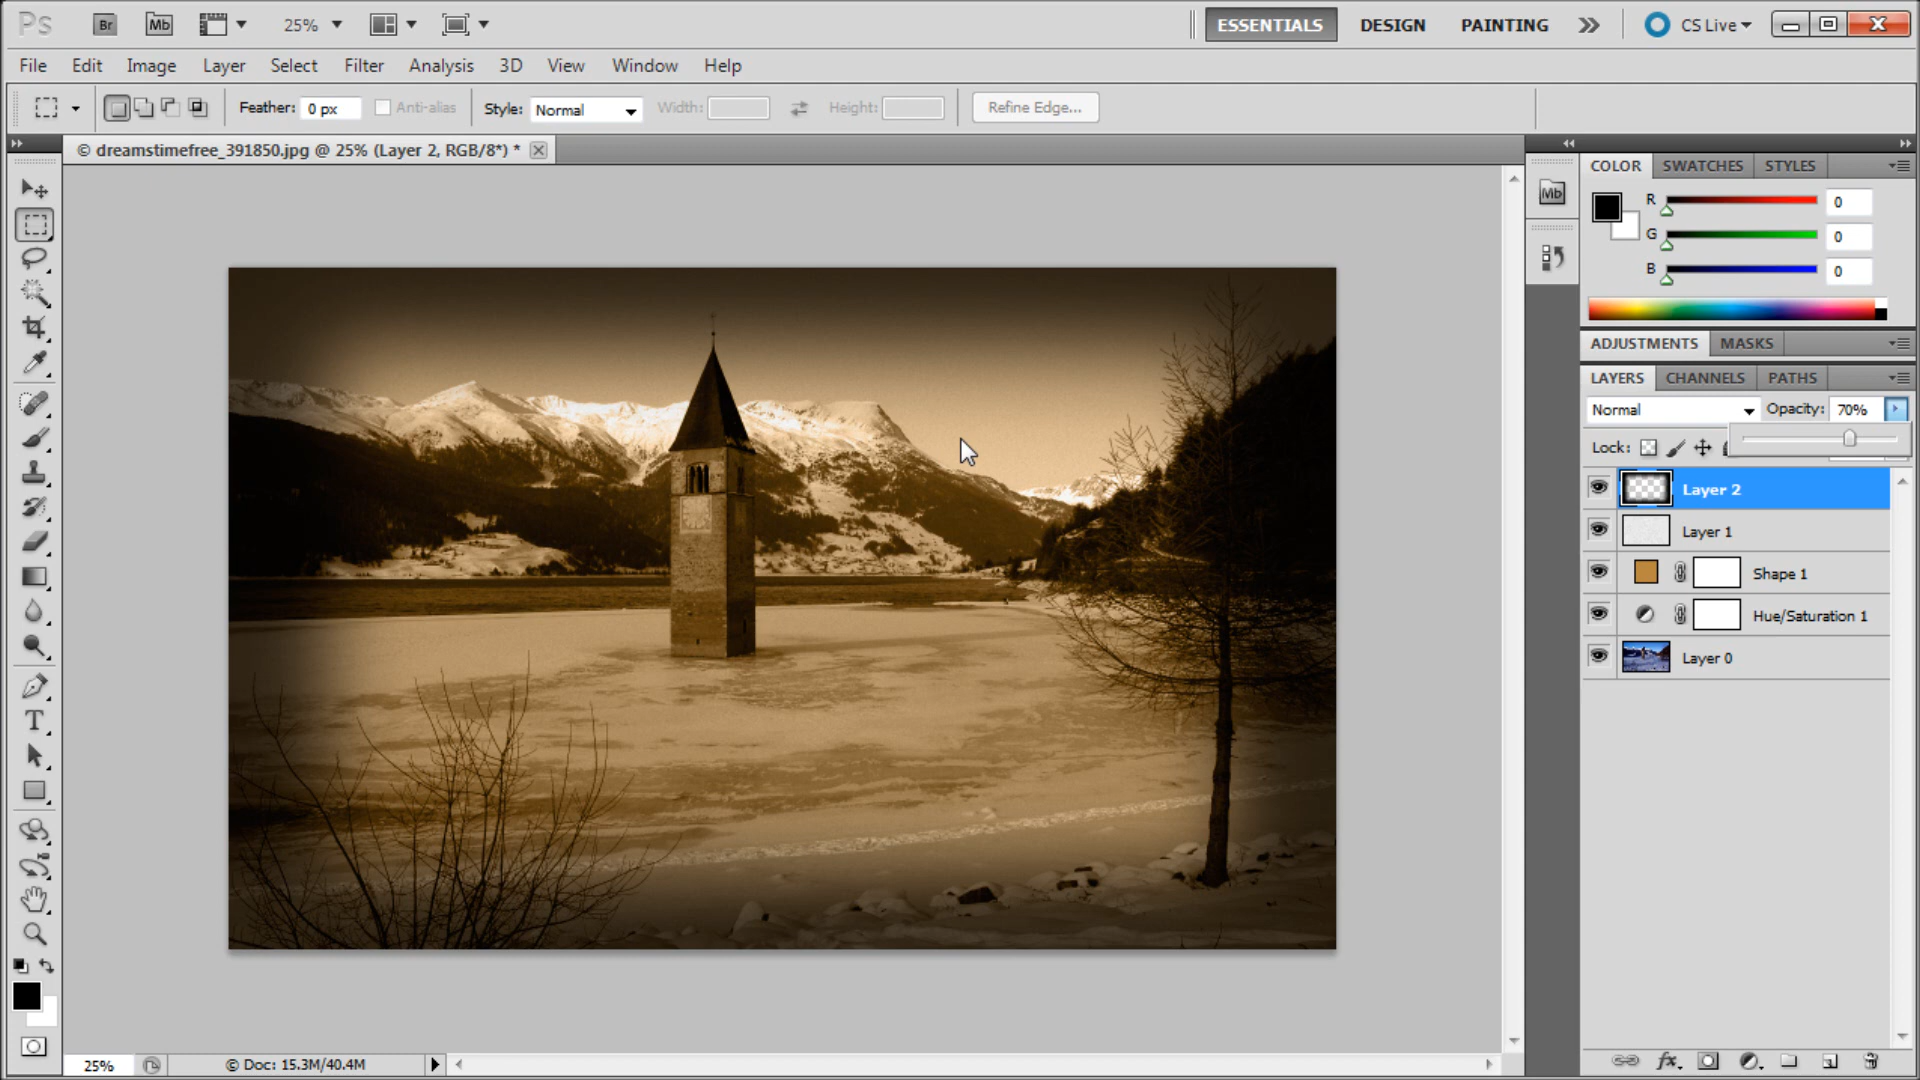 Ps Br Mb 25% ESSENTIALS DESIGN PAINTING CS Live
File Edit Image Layer Select Filter Analysis 3D View Window Help
Feather: 0 px Anti-alias Style: Normal Width: Height: Refine Edge...
© dreamstimefree_391850.jpg @ 25% (Layer 2, RGB/8*) *
COLOR SWATCHES STYLES
Mb
R 0
G 0
B 0
ADJUSTMENTS MASKS
LAYERS CHANNELS PATHS
Normal Opacity: 70%
Lock:
Layer 2
Layer 1
Shape 1
Hue/Saturation 1
Layer 0
T
25% © Doc: 15.3M/40.4M
fx